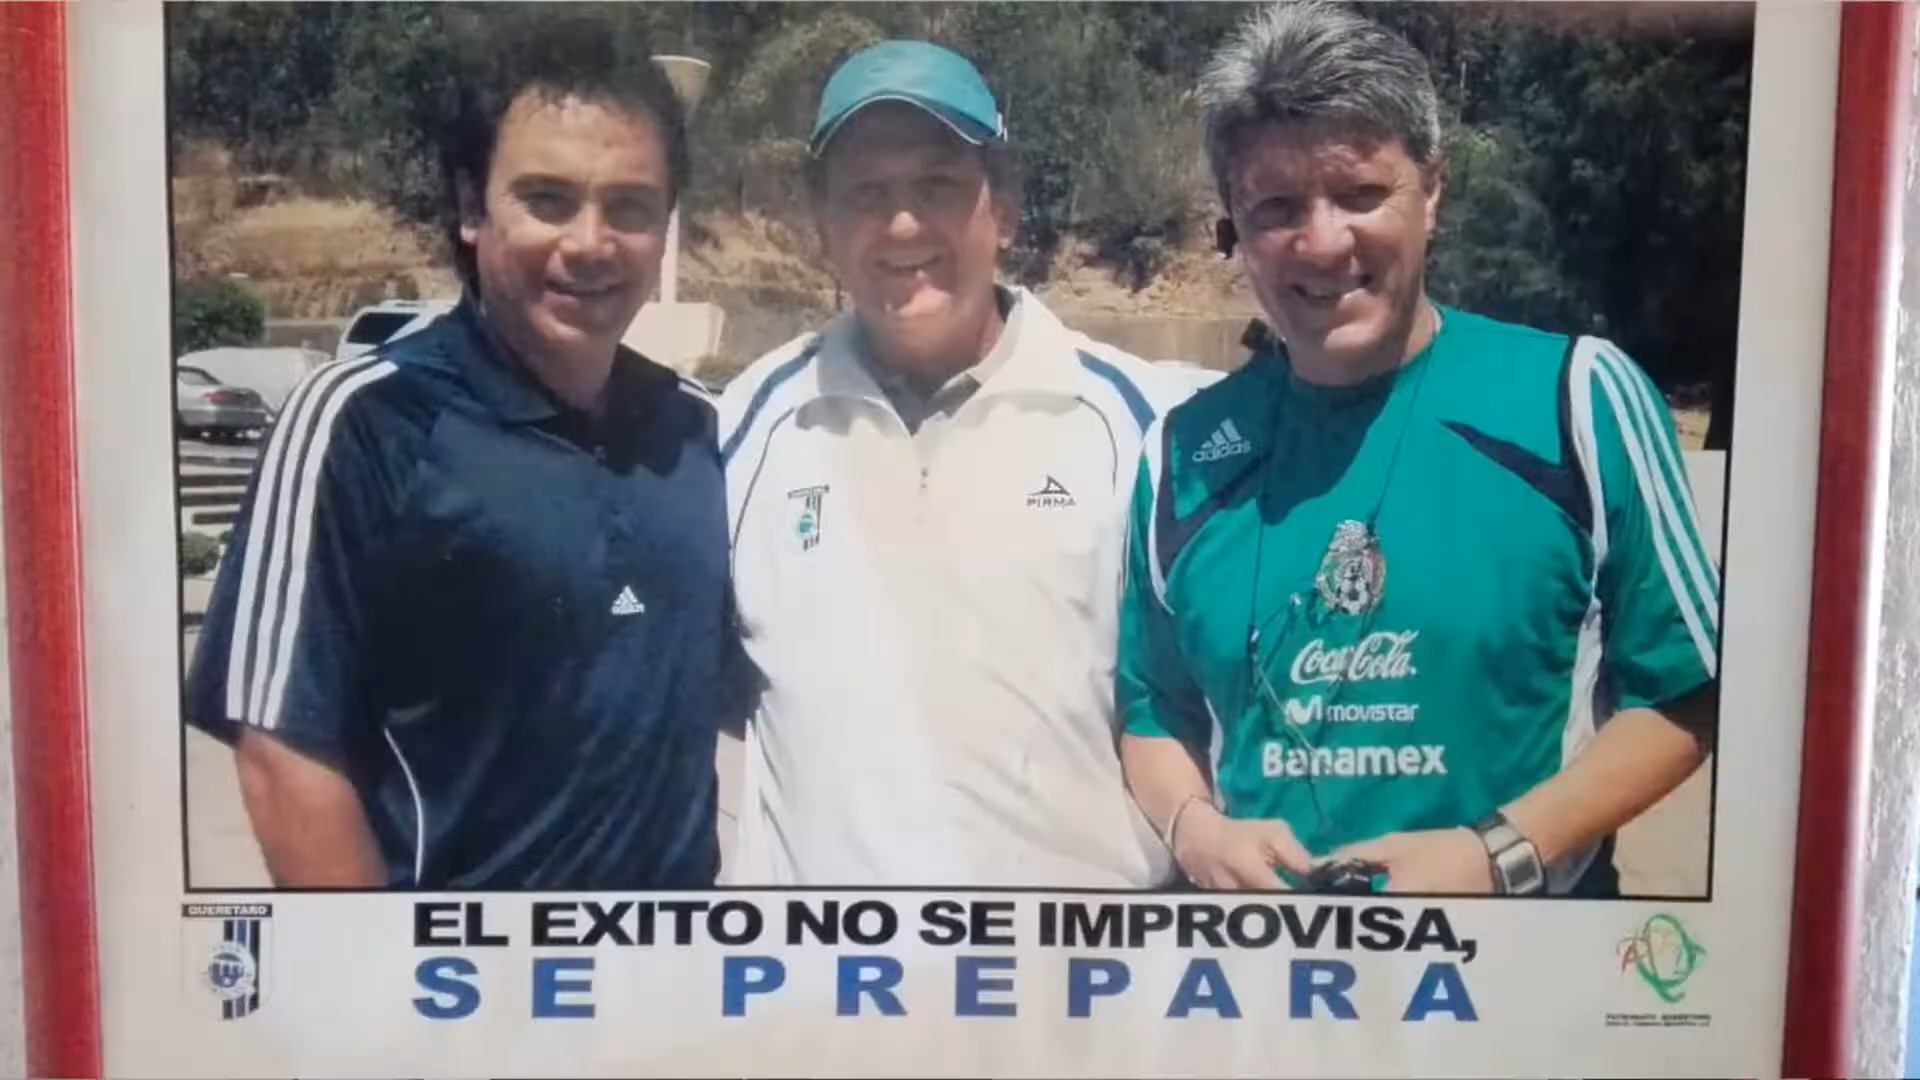 PIRMA
adidas
adidas
Coca-Cola
movistar
Banamex
QUERETARO
EL EXITO NO SE IMPROVISA,
SE PREPARA